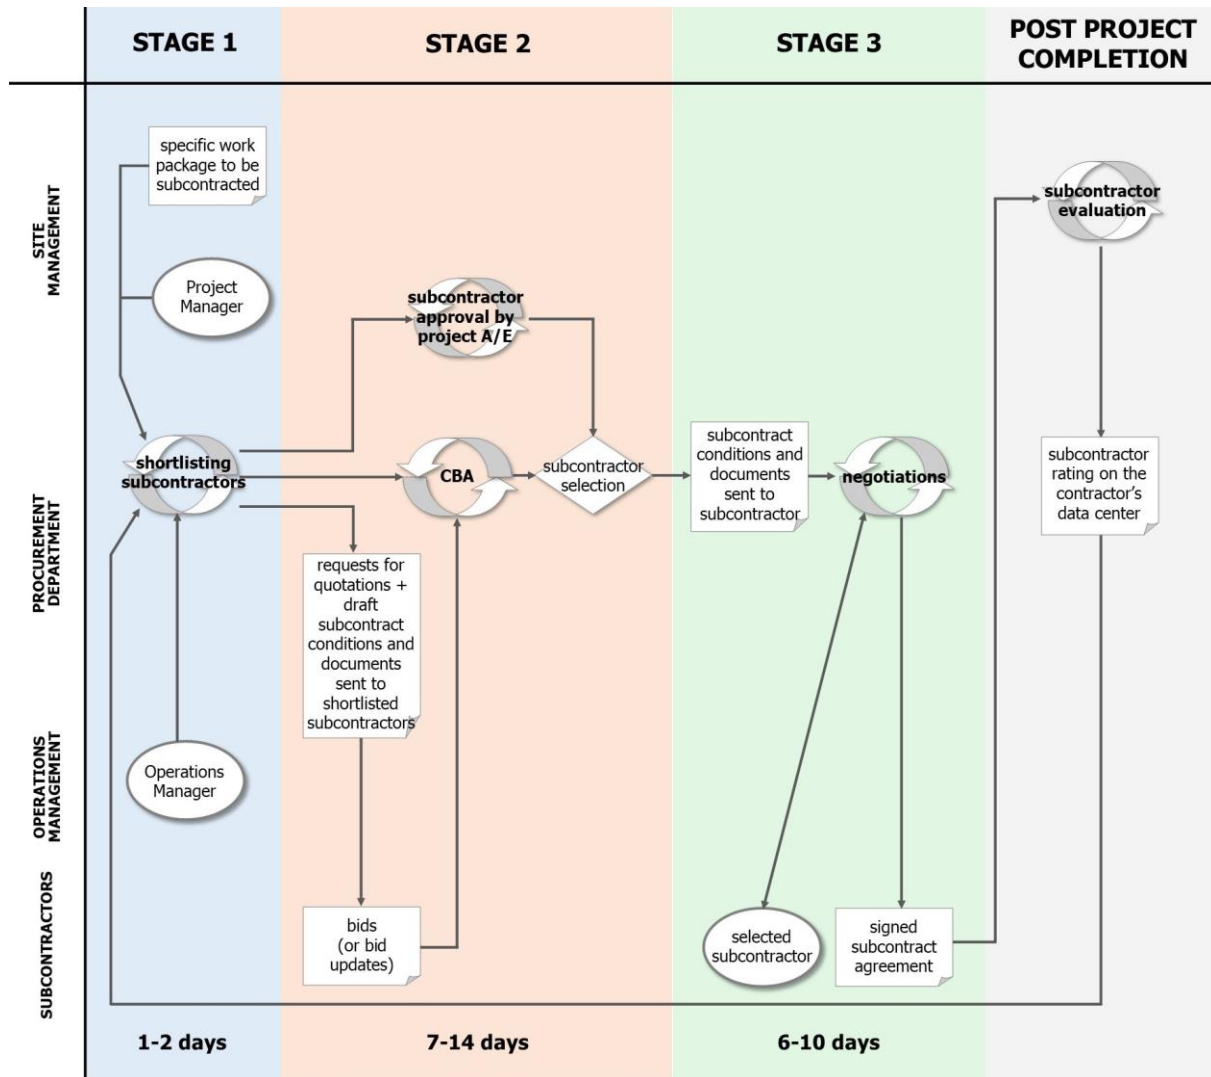 STAGE 1
STAGE 2
STAGE 3
POST PROJECT
COMPLETION
SITE
MANAGEMENT
specific work
package to be
subcontracted
Project
Manager
subcontractor
approval by
project A/E
subcontractor
evaluation
PROCUREMENT
DEPARTMENT
shortlisting
subcontractors
CBA
subcontractor
selection
subcontract
conditions and
documents
sent to
subcontractor
negotiations
subcontractor
rating on the
contractor's
data center
requests for
quotations +
draft
subcontract
conditions and
documents
sent to
shortlisted
subcontractors
OPERATIONS
MANAGEMENT
Operations
Manager
SUBCONTRACTORS
bids
(or bid
updates)
selected
subcontractor
signed
subcontract
agreement
1-2 days
7-14 days
6-10 days